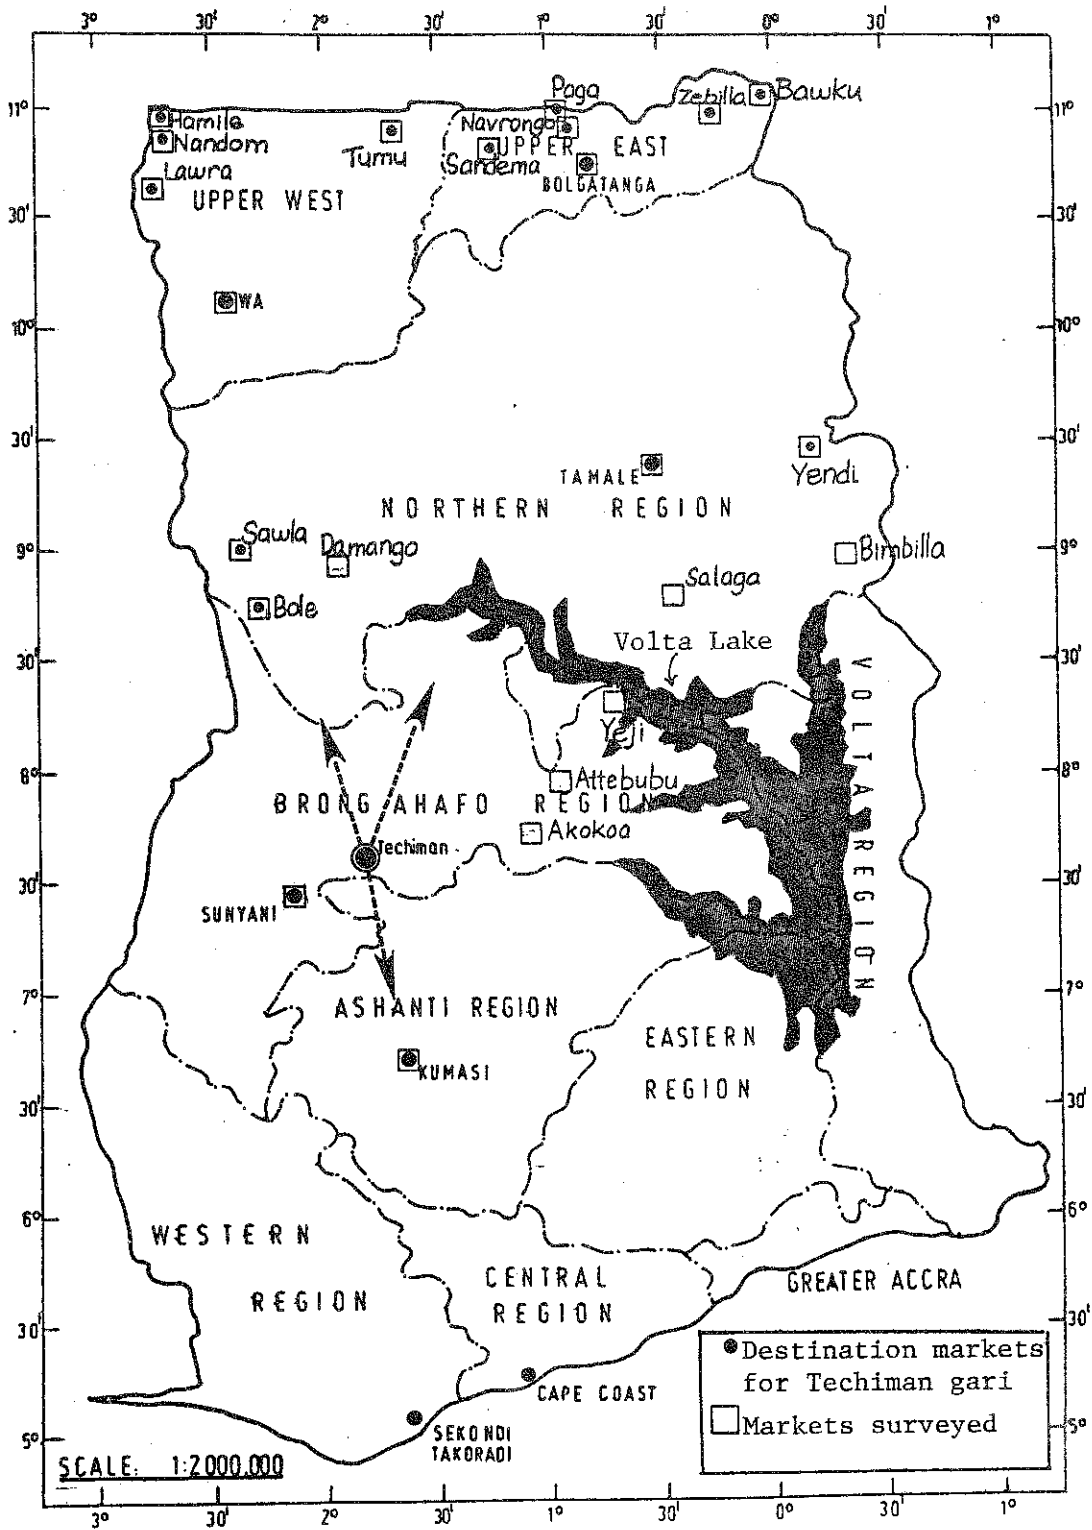 3° 30' 2° 30' 1° 30' 0° 30' 1°
Paga
Zebilla
Bawku
11° 11°
Hamile
Navrongo
Nandom
Tumu
Sandema
UPPER EAST
Lawra
BOLGATANGA
UPPER WEST
30' 30'
WA
10° 10°
30' 30'
TAMALE
Yendi
NORTHERN REGION
Sawla
Damango
9° 9°
Bimbilla
Salaga
Bole
Volta Lake
30' 30'
VOLTA REGION
Yeji
8° 8°
Attebubu
BRONG AHAFO REGION
Akokoa
Techiman
30' 30'
SUNYANI
7° 7°
ASHANTI REGION
EASTERN
REGION
KUMASI
30' 30'
6° 6°
WESTERN
REGION
CENTRAL
REGION
GREATER ACCRA
30' 30'
Destination markets
for Techiman gari
CAPE COAST
Markets surveyed
SEKONDI
TAKORADI
5° 5°
SCALE: 1:2000,000
3° 30' 2° 30' 1° 30' 0° 30' 1°